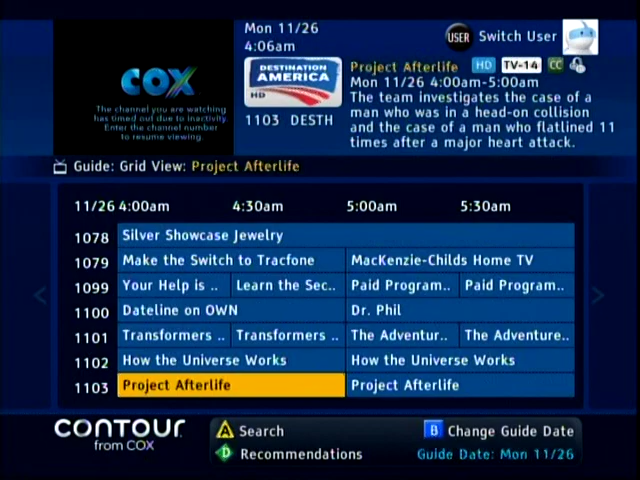 Mon 11/26
4:06am
USER Switch User
COX
The channel you are watching
has timed out due to inactivity.
Enter the channel number
to resume viewing.
DESTINATION
AMERICA
HD
1103 DESTH
Project Afterlife HD TV-14 CC
Mon 11/26 4:00am-5:00am
The team investigates the case of a
man who was in a head-on collision
and the case of a man who flatlined 11
times after a major heart attack.
Guide: Grid View: Project Afterlife
11/26 4:00am 4:30am 5:00am 5:30am
1078 Silver Showcase Jewelry
1079 Make the Switch to Tracfone MacKenzie-Childs Home TV
1099 Your Help is .. Learn the Sec.. Paid Program.. Paid Program..
1100 Dateline on OWN Dr. Phil
1101 Transformers .. Transformers .. The Adventur.. The Adventure..
1102 How the Universe Works How the Universe Works
1103 Project Afterlife Project Afterlife
contour
from COX
A Search
B Change Guide Date
D Recommendations
Guide Date: Mon 11/26